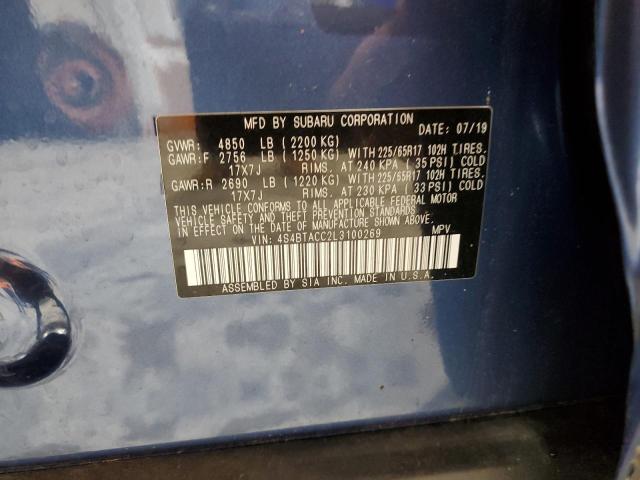 MFD BY SUBARU CORPORATION
DATE: 07/19
GVWR: 4850 LB (2200 KG)
GAWR:F 2756 LB (1250 KG) WITH 225/65R17 102H TIRES.
17X7J RIMS. AT 240 KPA (35 PSI) COLD
GAWR:R 2690 LB (1220 KG) WITH 225/65R17 102H TIRES.
17X7J RIMS. AT 230 KPA (33 PSI) COLD
THIS VEHICLE CONFORMS TO ALL APPLICABLE FEDERAL MOTOR
VEHICLE SAFETY, BUMPER, AND THEFT PREVENTION STANDARDS
IN EFFECT ON THE DATE OF MANUFACTURE SHOWN ABOVE.
VIN: 4S4BTACC2L3100269 MPV
ASSEMBLED BY SIA INC. MADE IN U.S.A.